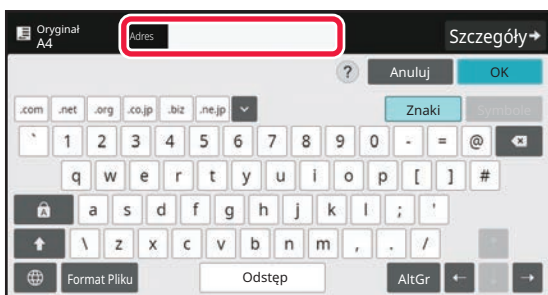 Oryginał
A4
Adres
Szczegóły
? Anuluj OK
.com .net .org .co.jp .biz .ne.jp Znaki Symbole
` 1 2 3 4 5 6 7 8 9 0 - = @
q w e r t y u i o p [ ] #
A a s d f g h j k l ; '
\ z x c v b n m , . /
Format Pliku Odstęp AltGr ← ↓ →